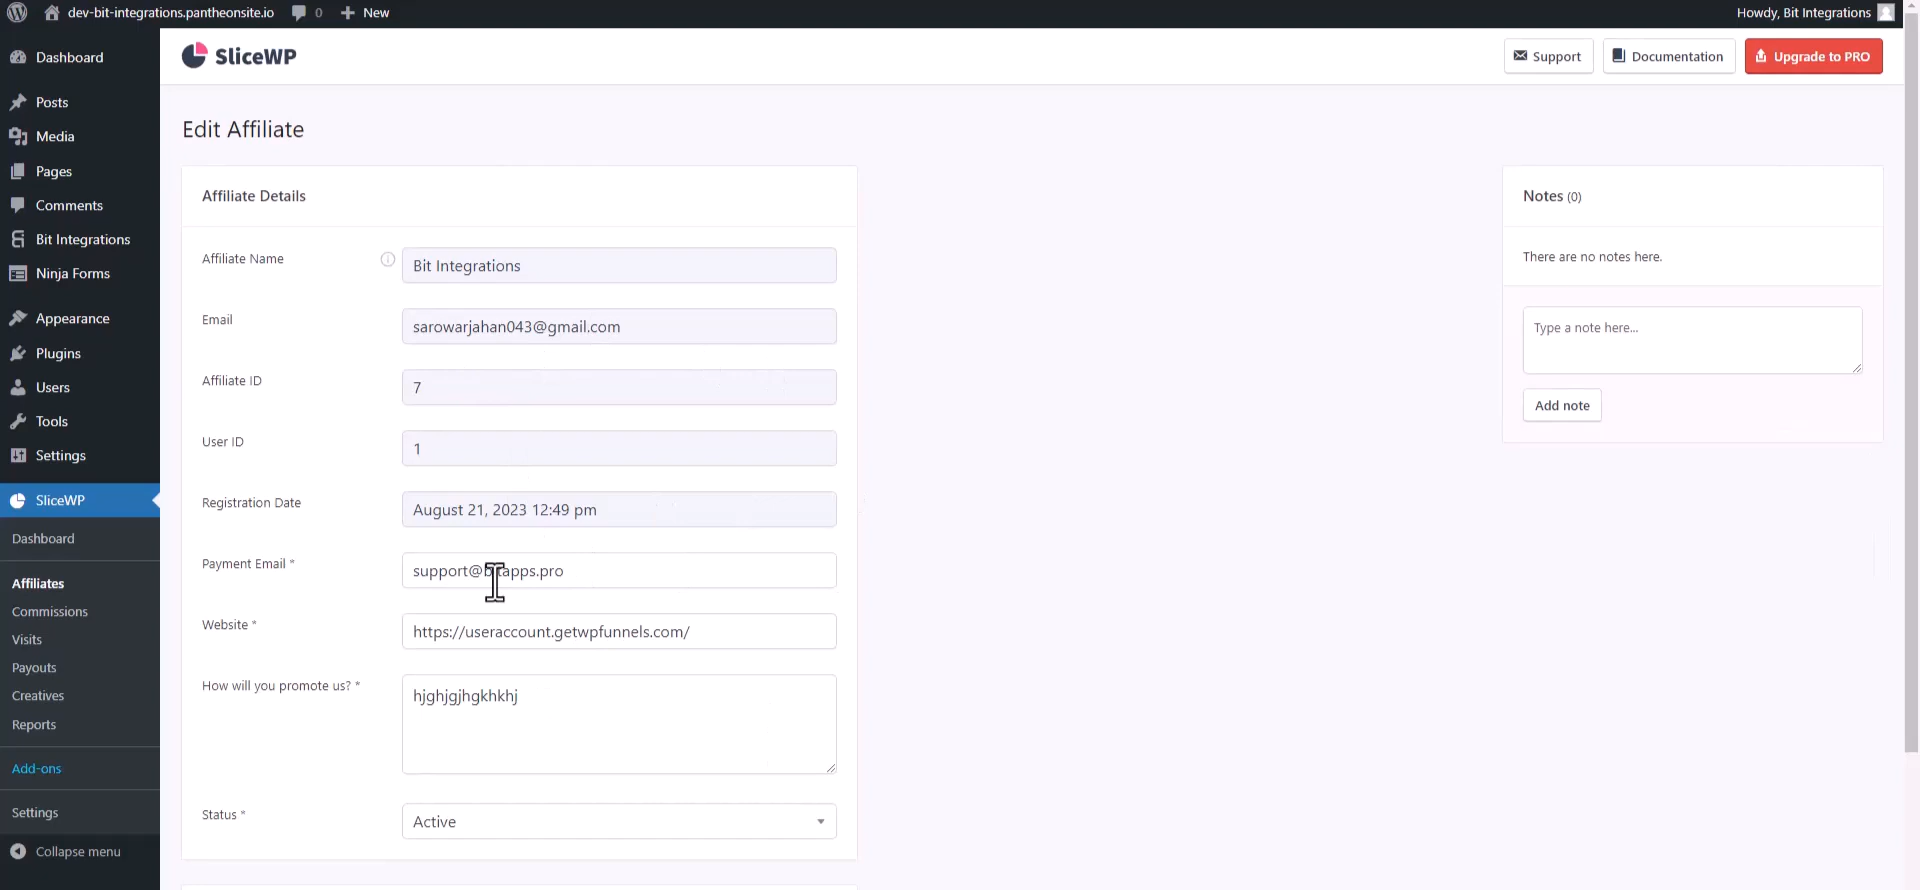 dev-bit-integrations.pantheonsite.io
0
New
Howdy, Bit Integrations
Dashboard
Posts
Media
Pages
Comments
Bit Integrations
Ninja Forms
Appearance
Plugins
Users
Tools
Settings
SliceWP
Dashboard
Affiliates
Commissions
Visits
Payouts
Creatives
Reports
Add-ons
Settings
Collapse menu
SliceWP
Support
Documentation
Upgrade to PRO
Edit Affiliate
Affiliate Details
Affiliate Name
Bit Integrations
Email
sarowarjahan043@gmail.com
Affiliate ID
7
User ID
1
Registration Date
August 21, 2023 12:49 pm
Payment Email *
support@bitapps.pro
Website *
https://useraccount.getwpfunnels.com/
How will you promote us? *
hjghjgjhgkhkhj
Status *
Active
Notes (0)
There are no notes here.
Type a note here...
Add note